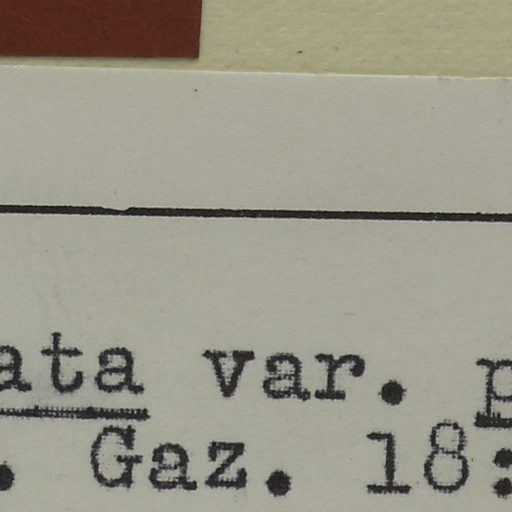 ata var. p
. Gaz. 18: